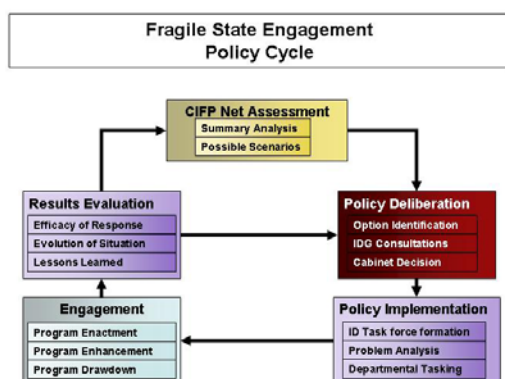 Fragile State Engagement
Policy Cycle
CIFP Net Assessment
Summary Analysis
Possible Scenarios
Results Evaluation
Efficacy of Response
Evolution of Situation
Lessons Learned
Policy Deliberation
Option Identification
IDG Consultations
Cabinet Decision
Engagement
Program Enactment
Program Enhancement
Program Drawdown
Policy Implementation
ID Task force formation
Problem Analysis
Departmental Tasking